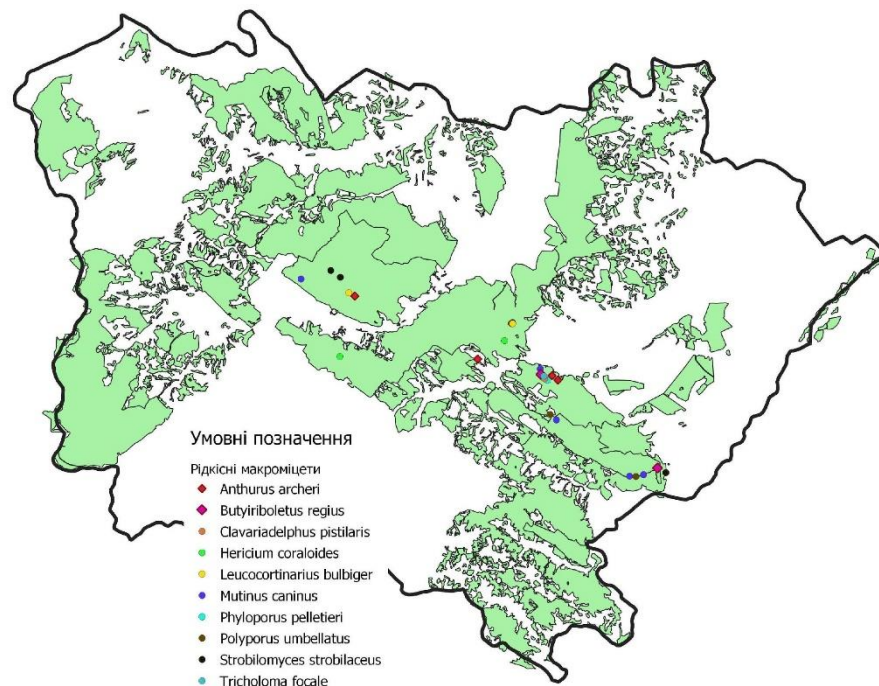 Умовні позначення
Рідкісні макроміцети
Anthurus archeri
Butyiriboletus regius
Clavariadelphus pistilaris
Hericium coraloides
Leucocortinarius bulbiger
Mutinus caninus
Phyloporus pelletieri
Polyporus umbellatus
Strobilomyces strobilaceus
Tricholoma focale